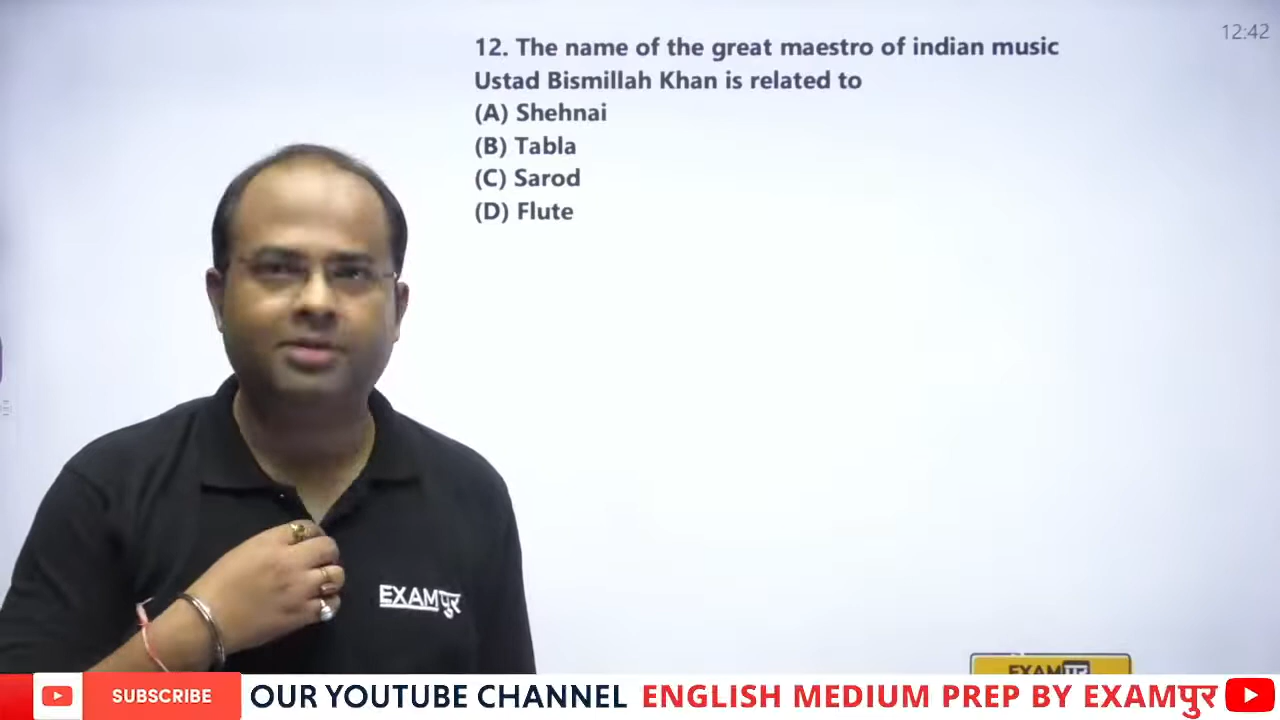 12:42
12. The name of the great maestro of indian music
Ustad Bismillah Khan is related to
(A) Shehnai
(B) Tabla
(C) Sarod
(D) Flute
EXAMपुर
EXAMपुर
SUBSCRIBE
OUR YOUTUBE CHANNEL ENGLISH MEDIUM PREP BY EXAMपुर